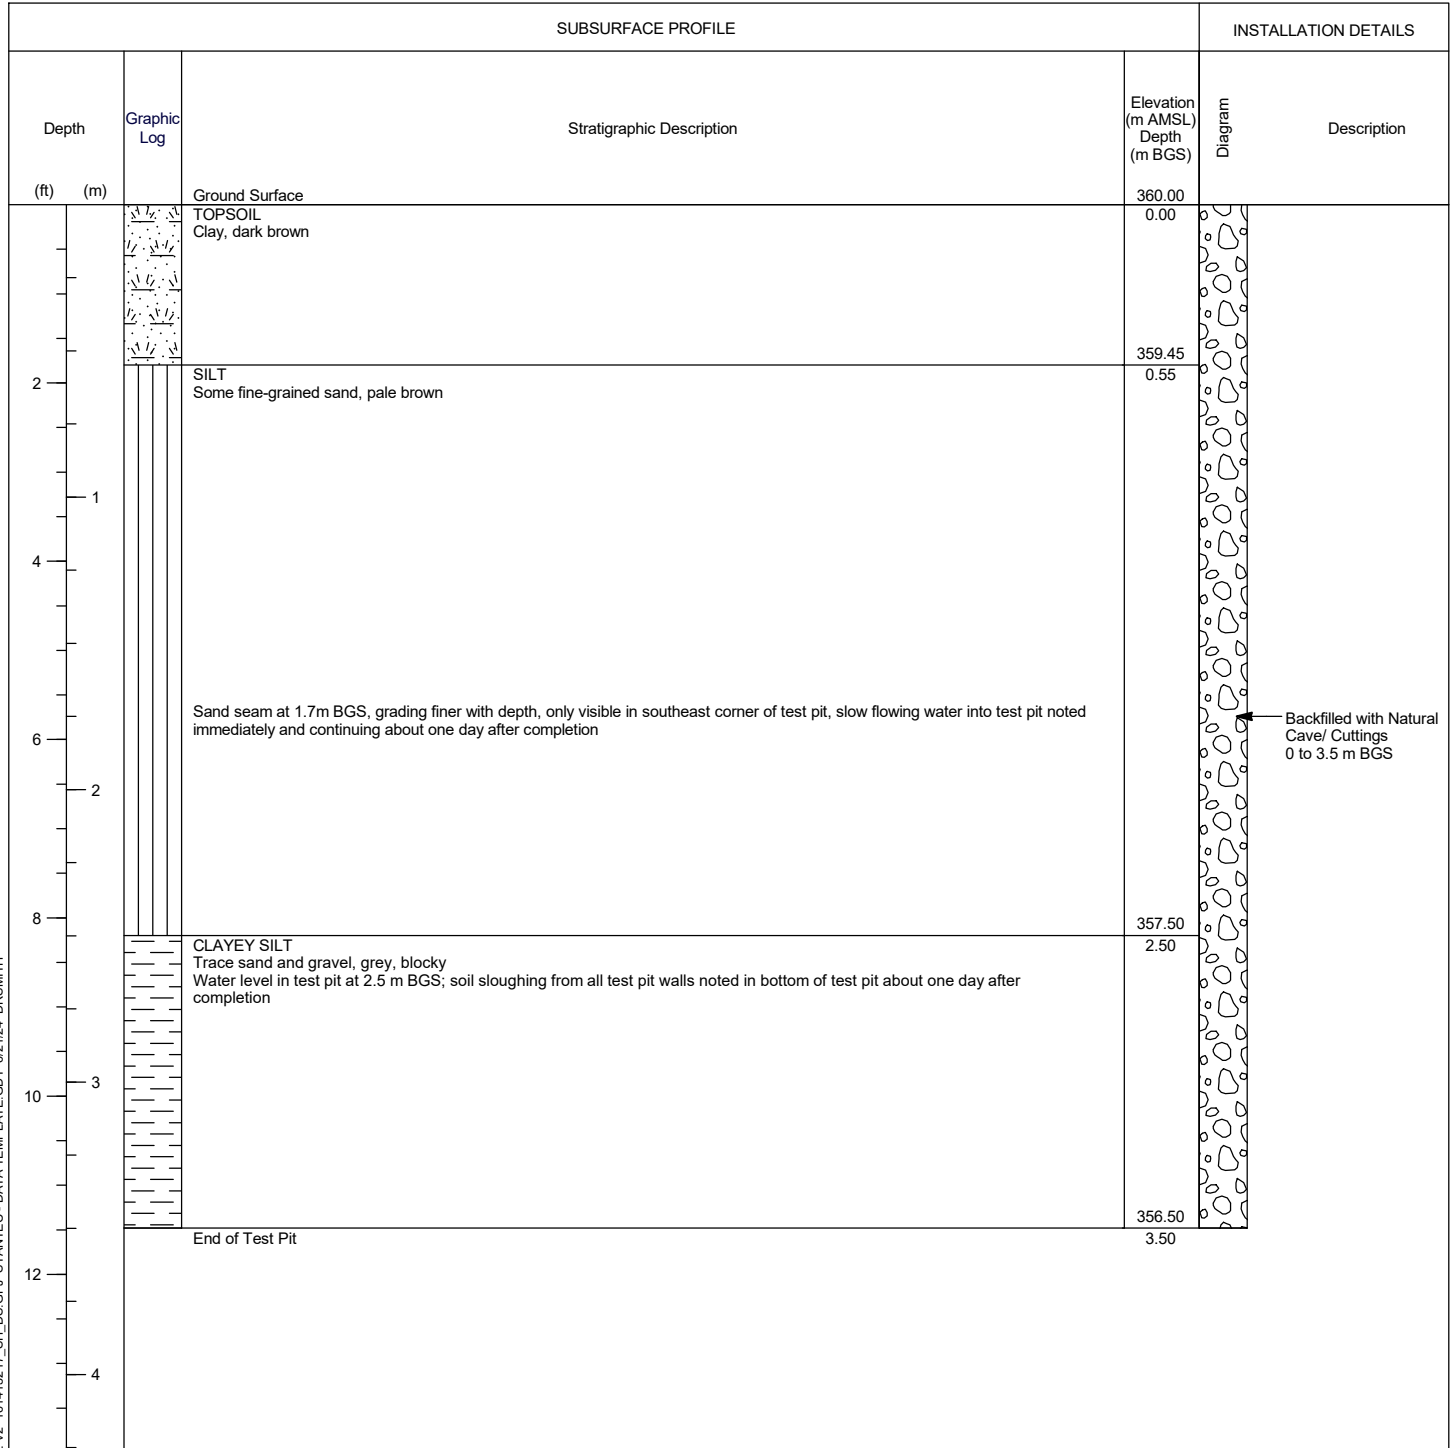 SUBSURFACE PROFILE
INSTALLATION DETAILS
Depth
Graphic
Log
Stratigraphic Description
Elevation
(m AMSL)
Depth
(m BGS)
Diagram
Description
(ft) (m)
Ground Surface
360.00
TOPSOIL
0.00
Clay, dark brown
359.45
SILT
0.55
2
Some fine-grained sand, pale brown
1
4
Sand seam at 1.7m BGS, grading finer with depth, only visible in southeast corner of test pit, slow flowing water into test pit noted
immediately and continuing about one day after completion
Backfilled with Natural
Cave/ Cuttings
0 to 3.5 m BGS
6
2
8
357.50
CLAYEY SILT
2.50
Trace sand and gravel, grey, blocky
Water level in test pit at 2.5 m BGS; soil sloughing from all test pit walls noted in bottom of test pit about one day after
completion
3
10
356.50
End of Test Pit
3.50
12
4